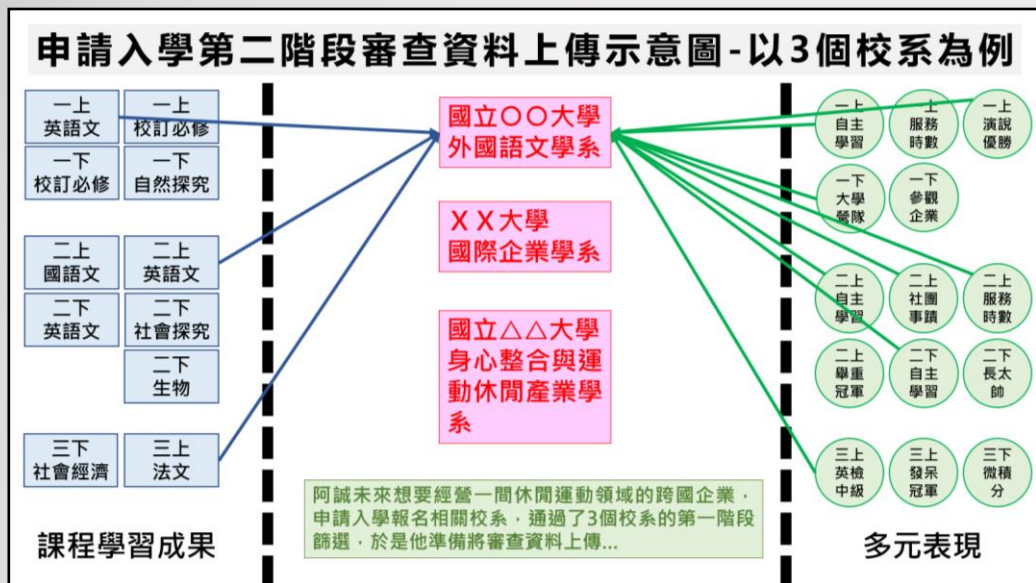 申請入學第二階段審查資料上傳示意圖-以3個校系為例
一上
英語文
一上
校訂必修
一下
校訂必修
一下
自然探究
二上
國語文
二上
英語文
二下
英語文
二下
社會探究
二下
生物
三下
社會經濟
三上
法文
課程學習成果
國立○○大學
外國語文學系
ＸＸ大學
國際企業學系
國立△△大學
身心整合與運
動休閒產業學
系
阿誠未來想要經營一間休閒運動領域的跨國企業，
申請入學報名相關校系，通過了3個校系的第一階段
篩選，於是他準備將審查資料上傳...
一上
自主
學習
上
服務
時數
一上
演說
優勝
一下
大學
營隊
一下
參觀
企業
二上
自主
學習
二上
社團
事蹟
二上
服務
時數
二上
舉重
冠軍
二下
自主
學習
二下
長太
帥
三上
英檢
中級
三上
發呆
冠軍
三下
微積
分
多元表現